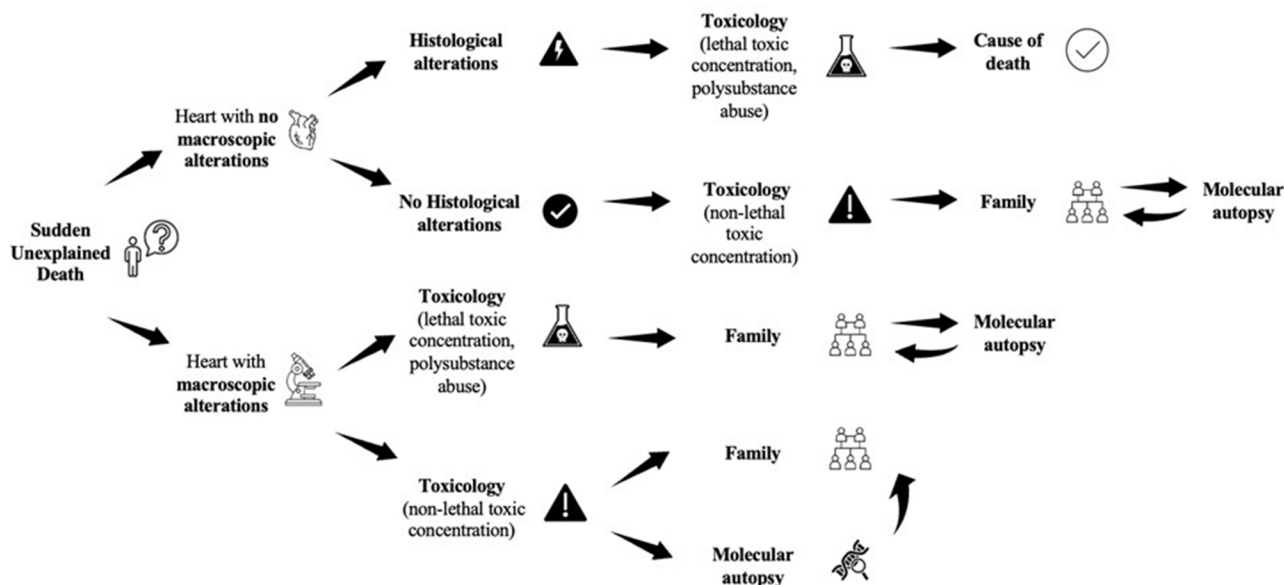 Histological
alterations
Toxicology
(lethal toxic
concentration,
polysubstance
abuse)
Cause of
death
Heart with no
macroscopic
alterations
No Histological
alterations
Toxicology
(non-lethal
toxic
concentration)
Family
Molecular
autopsy
Sudden
Unexplained
Death
?
Heart with
macroscopic
alterations
Toxicology
(lethal toxic
concentration,
polysubstance
abuse)
Family
Molecular
autopsy
Toxicology
(non-lethal toxic
concentration)
Family
Molecular
autopsy